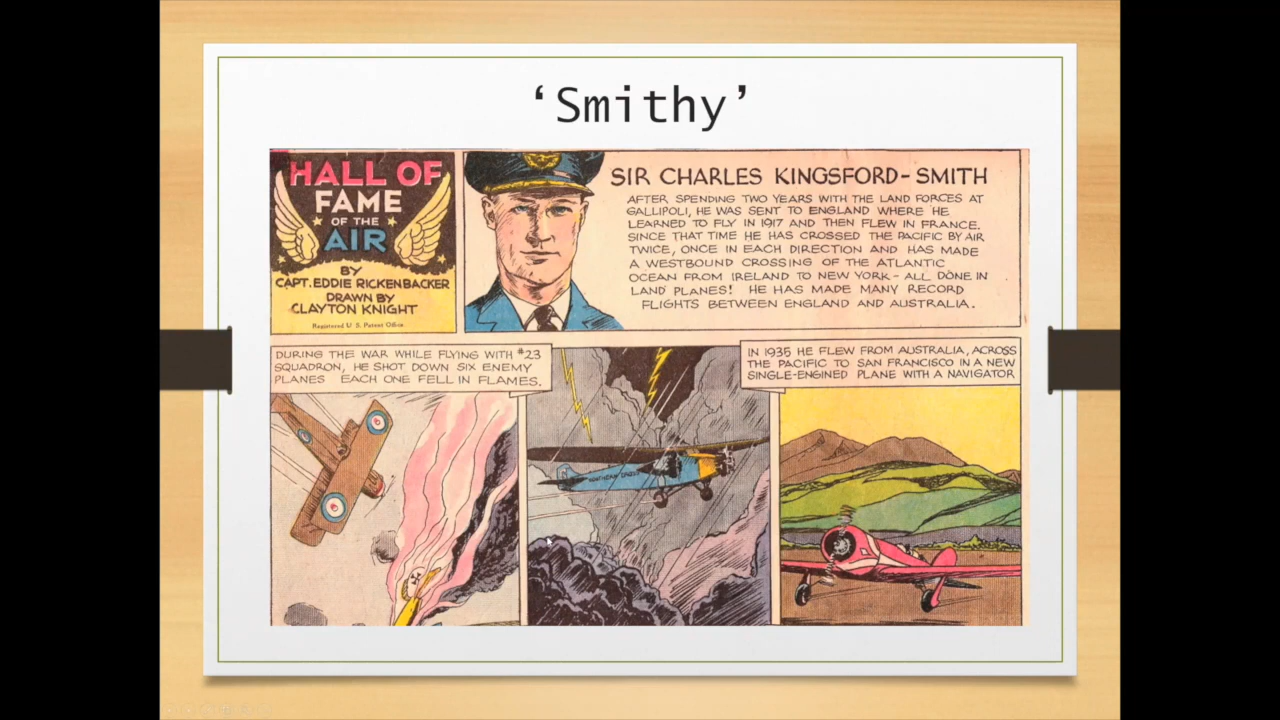 ‘Smithy’
HALL OF
FAME
OF THE
AIR
BY
CAPT. EDDIE RICKENBACKER
DRAWN BY
CLAYTON KNIGHT
Registered U. S. Patent Office
SIR CHARLES KINGSFORD-SMITH
AFTER SPENDING TWO YEARS WITH THE LAND FORCES AT
GALLIPOLI, HE WAS SENT TO ENGLAND WHERE HE
LEARNED TO FLY IN 1917 AND THEN FLEW IN FRANCE.
SINCE THAT TIME HE HAS CROSSED THE PACIFIC BY AIR
TWICE, ONCE IN EACH DIRECTION AND HAS MADE
A WESTBOUND CROSSING OF THE ATLANTIC
OCEAN FROM IRELAND TO NEW YORK - ALL DONE IN
LAND PLANES! HE HAS MADE MANY RECORD
FLIGHTS BETWEEN ENGLAND AND AUSTRALIA.
DURING THE WAR WHILE FLYING WITH #23
SQUADRON, HE SHOT DOWN SIX ENEMY
PLANES EACH ONE FELL IN FLAMES.
IN 1935 HE FLEW FROM AUSTRALIA, ACROSS
THE PACIFIC TO SAN FRANCISCO IN A NEW
SINGLE-ENGINED PLANE WITH A NAVIGATOR
SOUTHERN CROSS